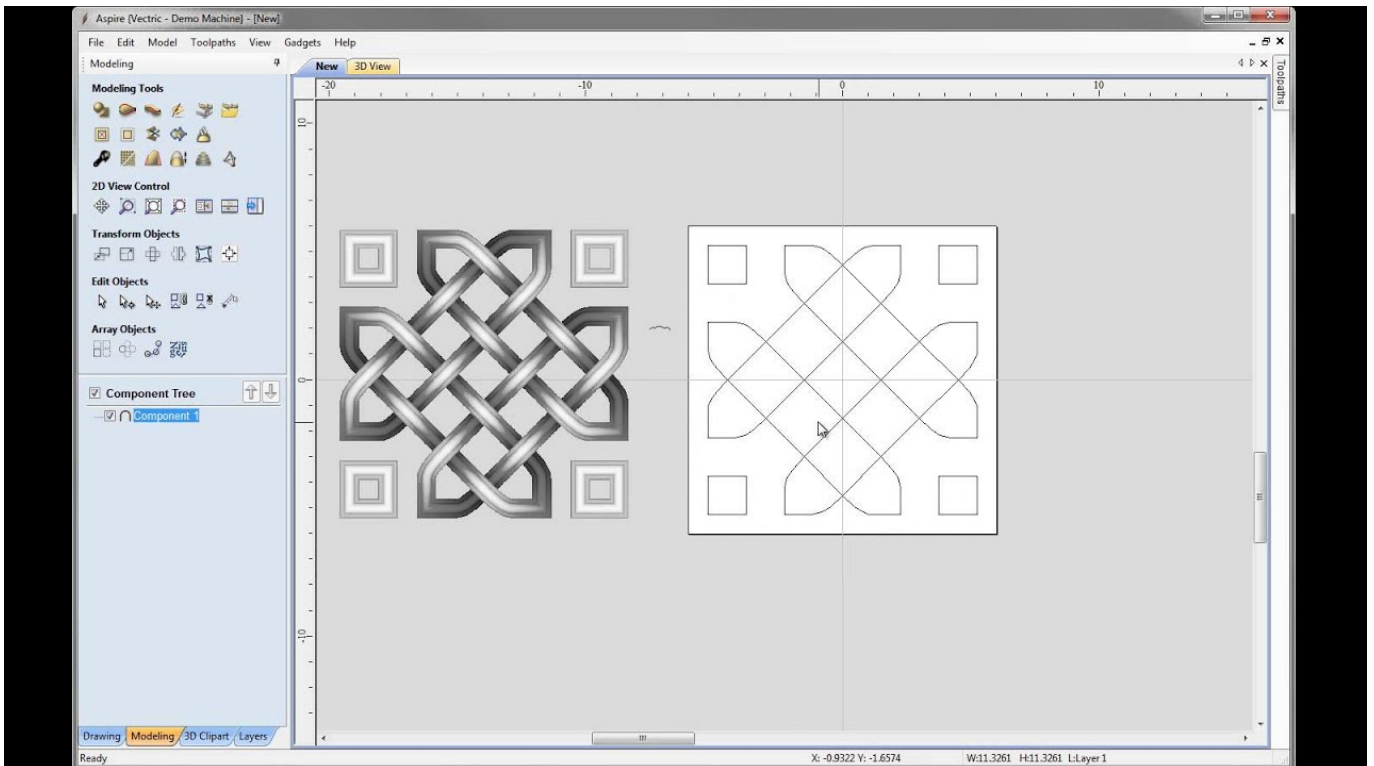 Aspire {Vectric - Demo Machine} - [New]
File Edit Model Toolpaths View Gadgets Help
Modeling
New 3D View
Toolpaths
-20 -10 0 10
Modeling Tools
10
2D View Control
Transform Objects
Edit Objects
Array Objects
0
Component Tree
Component 1
-10
Drawing Modeling 3D Clipart Layers
Ready X: -0.9322 Y: -1.6574 W:11.3261 H:11.3261 L:Layer 1